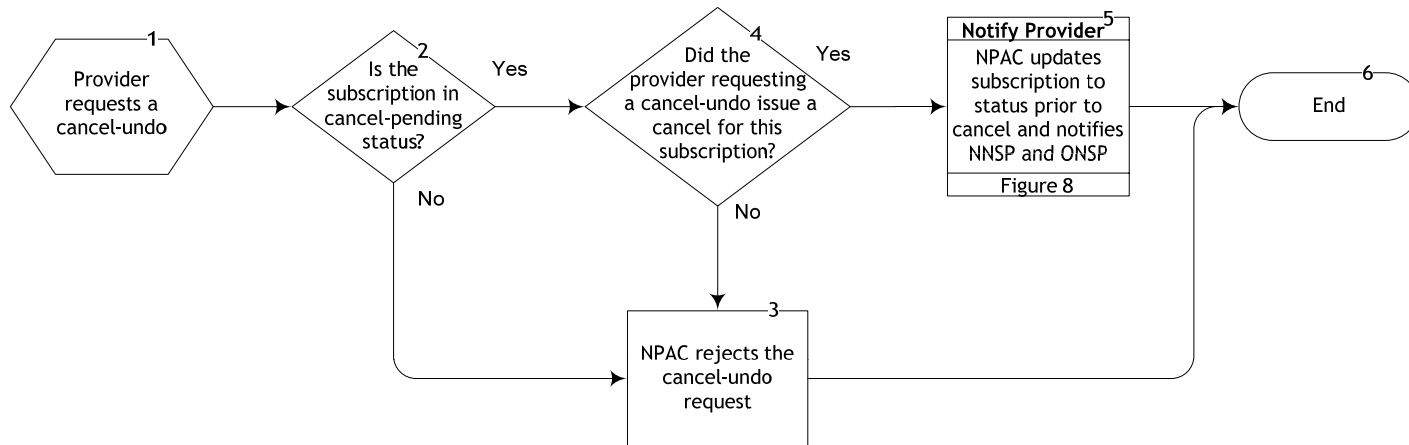 1
Provider
requests a
cancel-undo
2
Is the
subscription in
cancel-pending
status?
Yes
No
4
Did the
provider requesting
a cancel-undo issue a
cancel for this
subscription?
Yes
No
5
Notify Provider
NPAC updates
subscription to
status prior to
cancel and notifies
NNSP and ONSP
Figure 8
6
End
3
NPAC rejects the
cancel-undo
request